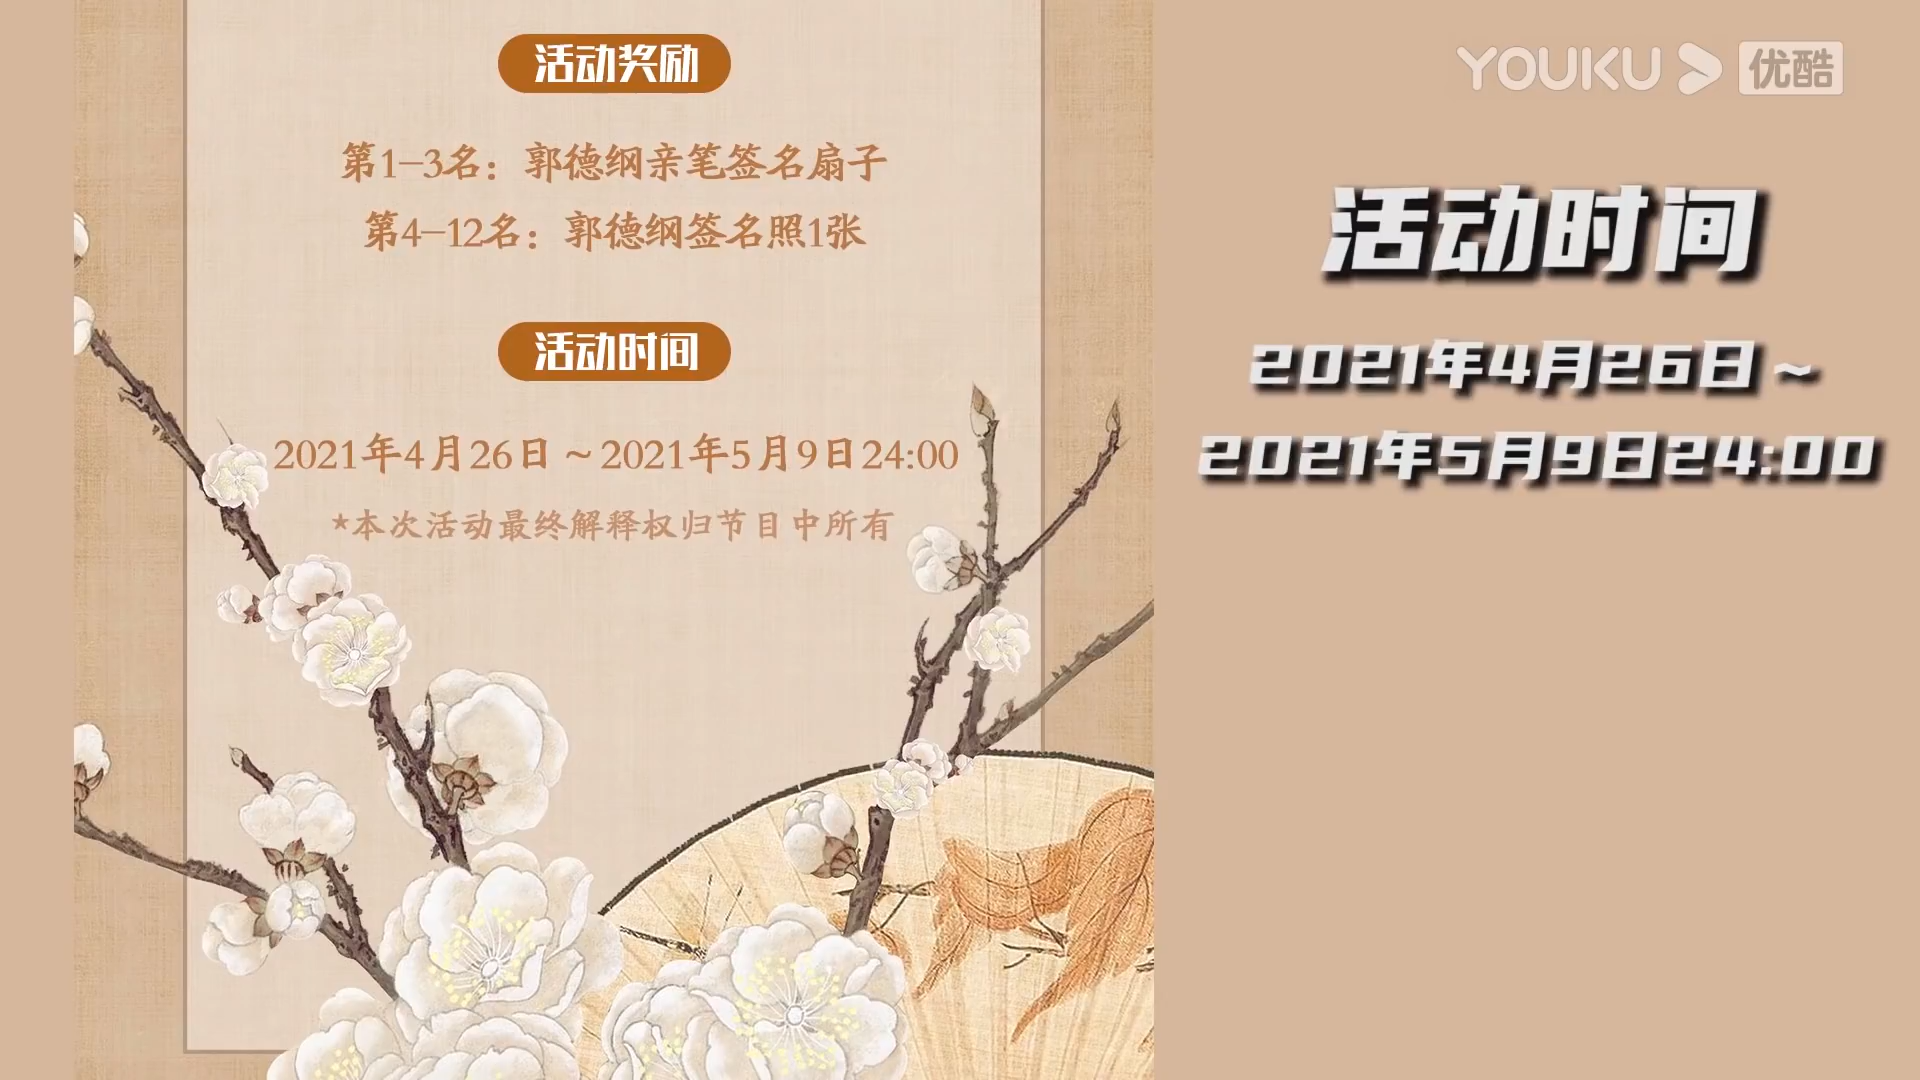 活动奖励
第1-3名：郭德纲亲笔签名扇子
第4-12名：郭德纲签名照1张
活动时间
2021年4月26日～2021年5月9日24:00
*本次活动最终解释权归节目中所有
YOUKU 优酷
活动时间
2021年4月26日～
2021年5月9日24:00